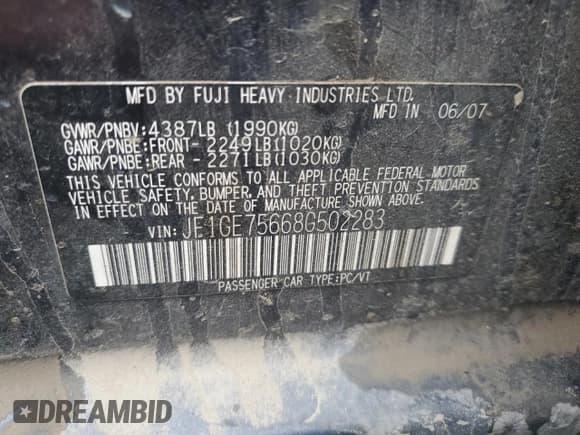 MFD BY FUJI HEAVY INDUSTRIES LTD.
MFD IN 06/07
GVWR/PNBV:4387LB (1990KG)
GAWR/PNBE:FRONT- 2249LB(1020KG)
GAWR/PNBE:REAR - 2271LB(1030KG)
THIS VEHICLE CONFORMS TO ALL APPLICABLE FEDERAL MOTOR
VEHICLE SAFETY, BUMPER, AND THEFT PREVENTION STANDARDS
IN EFFECT ON THE DATE OF MANUFACTURE SHOWN ABOVE.
VIN: JF1GE75668G502283
PASSENGER CAR TYPE:PC/VT
DREAMBID